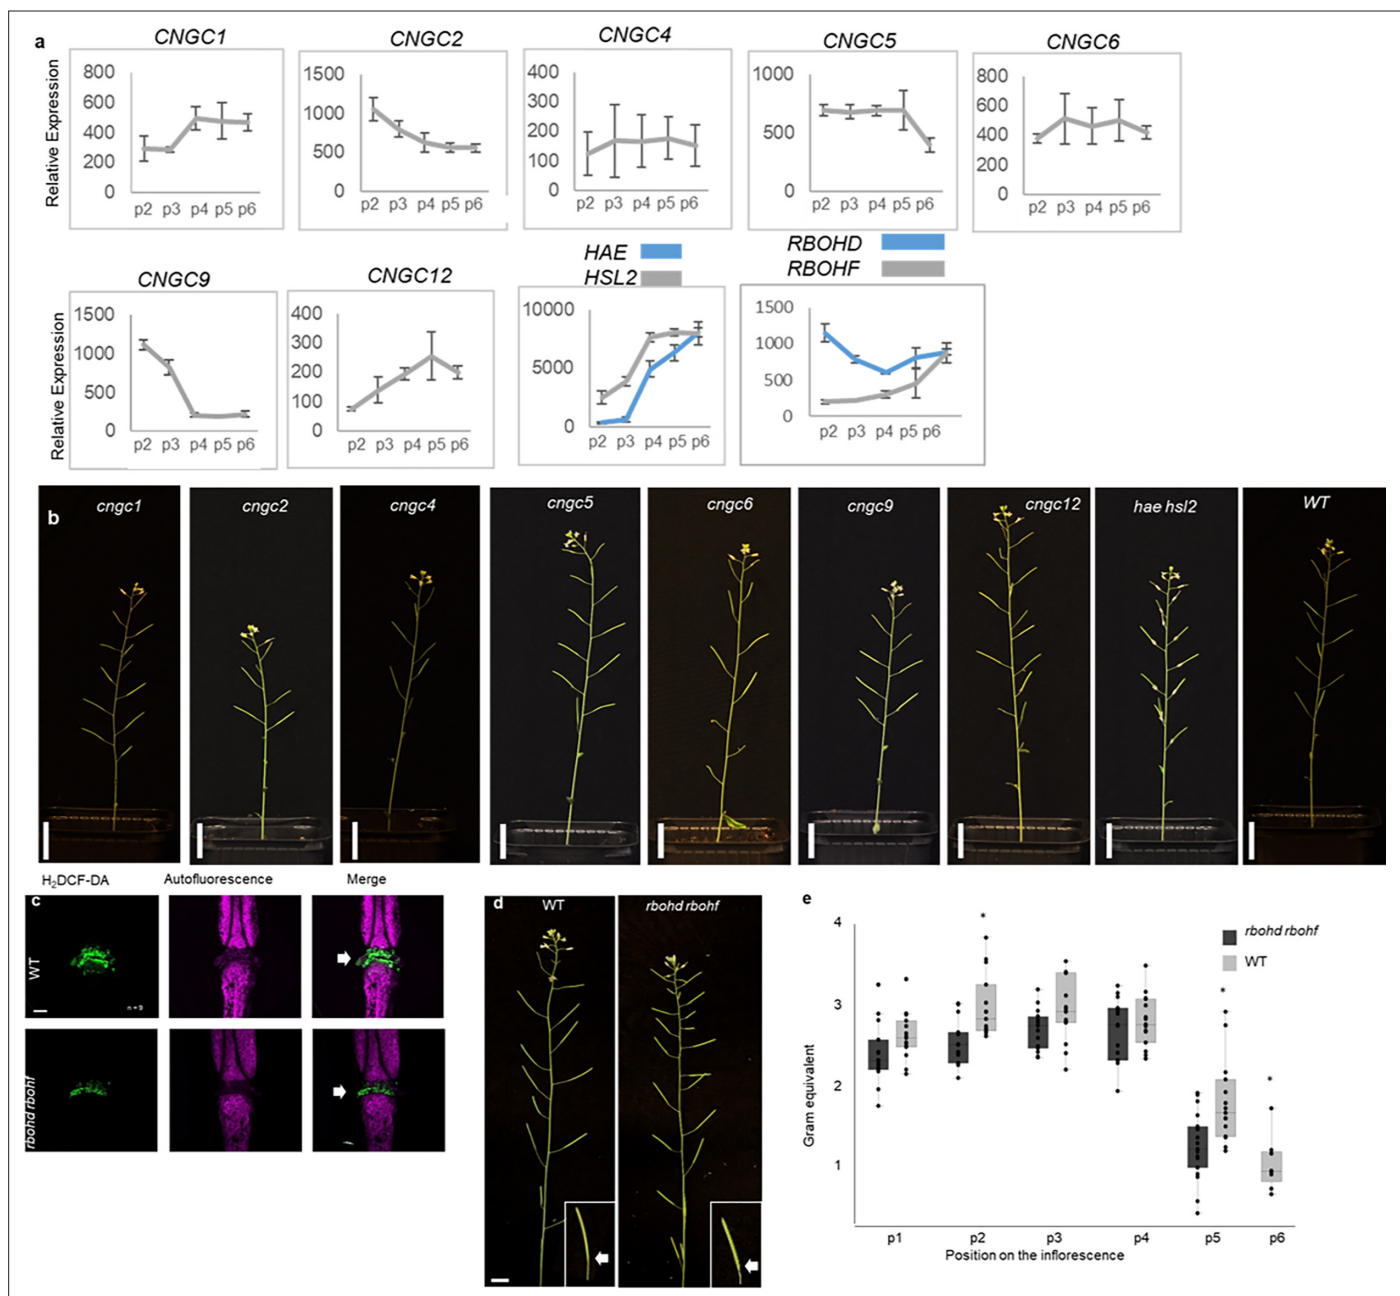 a
CNGC1
CNGC2
CNGC4
CNGC5
CNGC6
Relative Expression
800
600
400
200
0
p2 p3 p4 p5 p6
1500
1000
500
0
p2 p3 p4 p5 p6
400
300
200
100
0
p2 p3 p4 p5 p6
1000
500
0
p2 p3 p4 p5 p6
800
600
400
200
0
p2 p3 p4 p5 p6
CNGC9
CNGC12
HAE
HSL2
RBOHD
RBOHF
Relative Expression
1500
1000
500
0
p2 p3 p4 p5 p6
400
300
200
100
0
p2 p3 p4 p5 p6
10000
5000
0
p2 p3 p4 p5 p6
1500
1000
500
0
p2 p3 p4 p5 p6
b
cngc1
cngc2
cngc4
cngc5
cngc6
cngc9
cngc12
hae hsl2
WT
c
H₂DCF-DA
Autofluorescence
Merge
WT
n = 9
rbohd rbohf
d
WT
rbohd rbohf
e
rbohd rbohf
WT
Gram equivalent
4
3
2
1
*
*
*
p1 p2 p3 p4 p5 p6
Position on the inflorescence